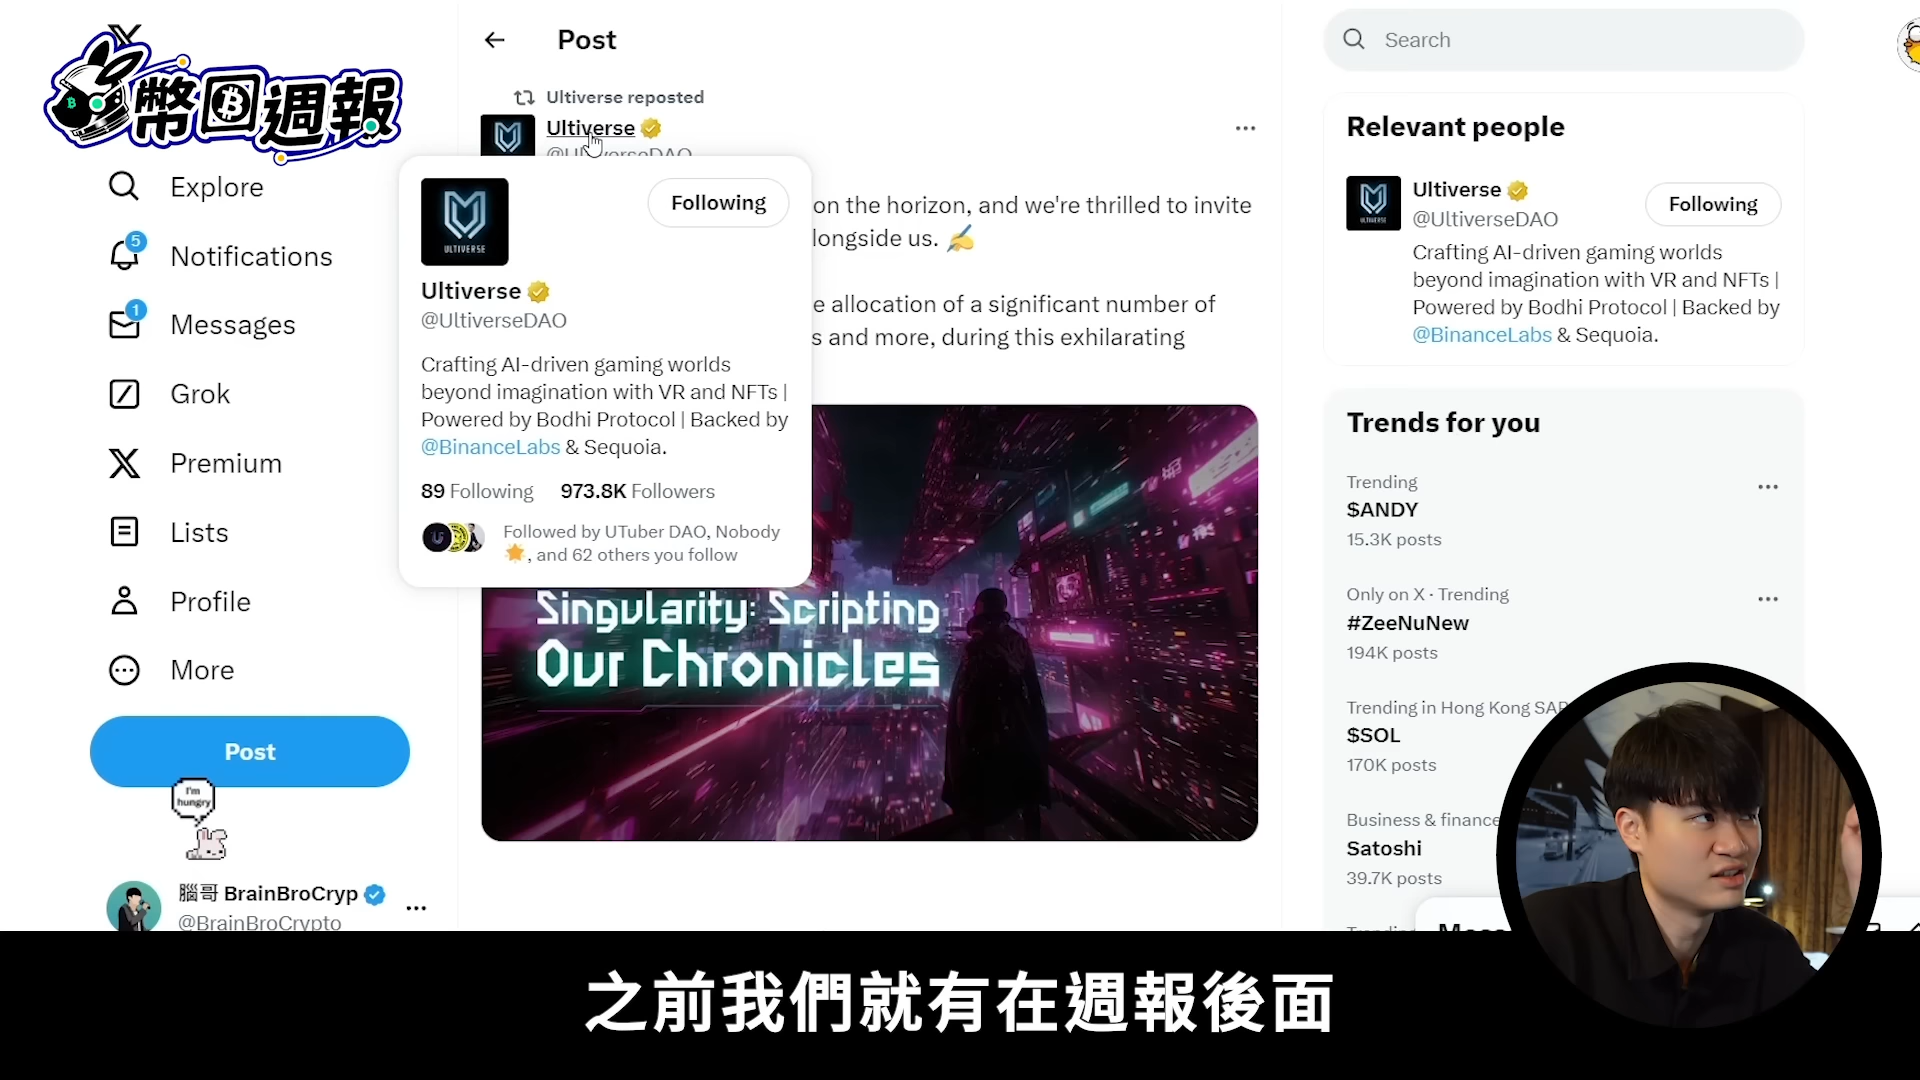 幣圈週報
Explore
5
Notifications
1
Messages
Grok
Premium
Lists
Profile
More
Post
I'm
hungry
腦哥 BrainBroCryp
@BrainBroCrypto
Post
Ultiverse reposted
Ultiverse
@UltiverseDAO
on the horizon, and we're thrilled to invite
longside us. ✍️
e allocation of a significant number of
s and more, during this exhilarating
ULTIVERSE
Following
Ultiverse
@UltiverseDAO
Crafting AI-driven gaming worlds
beyond imagination with VR and NFTs |
Powered by Bodhi Protocol | Backed by
@BinanceLabs & Sequoia.
89 Following 973.8K Followers
Followed by UTuber DAO, Nobody
🌟, and 62 others you follow
Singularity: Scripting
Our Chronicles
Search
Relevant people
ULTIVERSE
Ultiverse
@UltiverseDAO
Following
Crafting AI-driven gaming worlds
beyond imagination with VR and NFTs |
Powered by Bodhi Protocol | Backed by
@BinanceLabs & Sequoia.
Trends for you
Trending
$ANDY
15.3K posts
Only on X · Trending
#ZeeNuNew
194K posts
Trending in Hong Kong SAR
$SOL
170K posts
Business & finance
Satoshi
39.7K posts
之前我們就有在週報後面